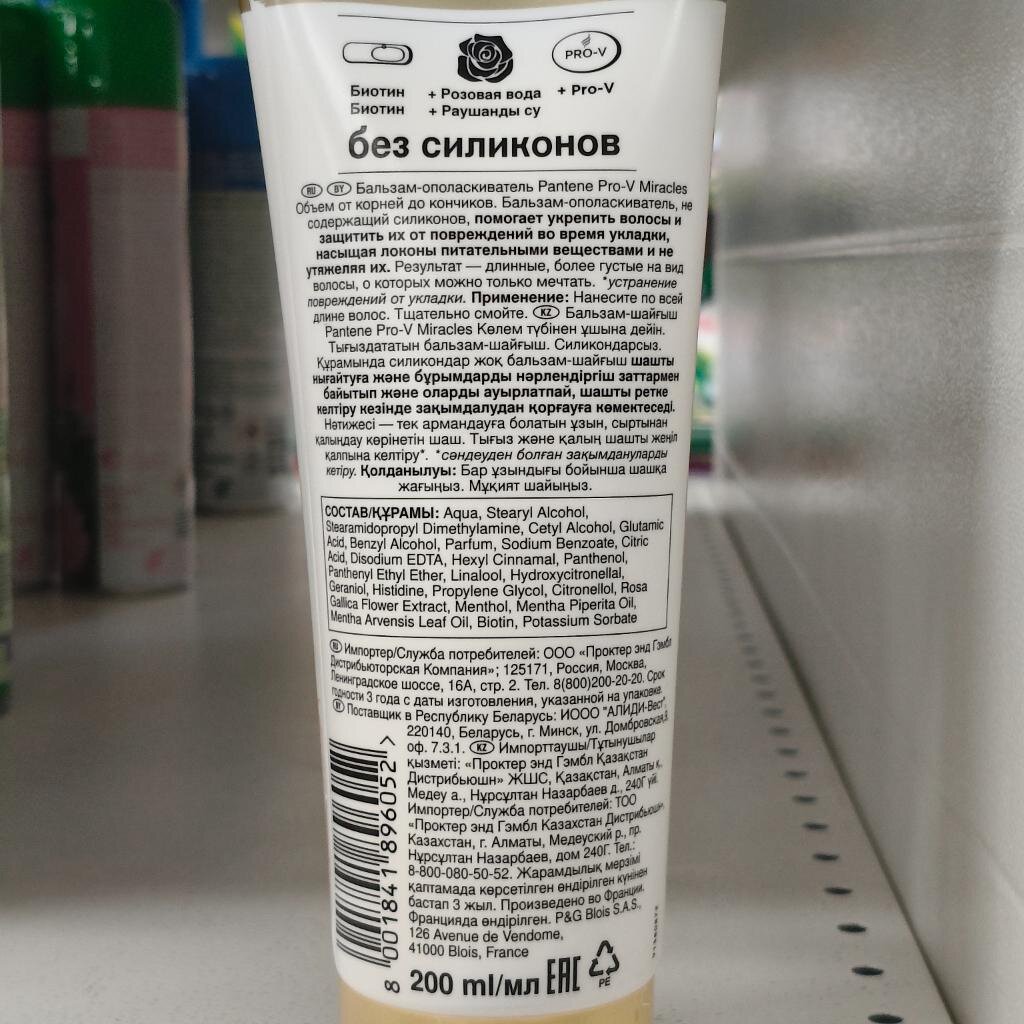 PRO-V
Биотин + Розовая вода + Pro-V
Биотин + Раушанды су
без силиконов
RU BY Бальзам-ополаскиватель Pantene Pro-V Miracles
Объем от корней до кончиков. Бальзам-ополаскиватель, не
содержащий силиконов, помогает укрепить волосы и
защитить их от повреждений во время укладки,
насыщая локоны питательными веществами и не
утяжеляя их. Результат — длинные, более густые на вид
волосы, о которых можно только мечтать. *устранение
повреждений от укладки. Применение: Нанесите по всей
длине волос. Тщательно смойте. KZ Бальзам-шайғыш
Pantene Pro-V Miracles Көлем түбінен ұшына дейін.
Тығыздататын бальзам-шайғыш. Силикондарсыз.
Құрамында силикондар жоқ бальзам-шайғыш шашты
нығайтуға және бұрымдарды нәрлендіргіш заттармен
байытып және оларды ауырлатпай, шашты ретке
келтіру кезінде зақымдалудан қорғауға көмектеседі.
Нәтижесі — тек армандауға болатын ұзын, сыртынан
қалыңдау көрінетін шаш. Тығыз және қалың шашты жеңіл
қалпына келтіру*. *сәндеуден болған зақымдануларды
кетіру. Қолданылуы: Бар ұзындығы бойынша шашқа
жағыңыз. Мұқият шайыңыз.
СОСТАВ/ҚҰРАМЫ: Aqua, Stearyl Alcohol,
Stearamidopropyl Dimethylamine, Cetyl Alcohol, Glutamic
Acid, Benzyl Alcohol, Parfum, Sodium Benzoate, Citric
Acid, Disodium EDTA, Hexyl Cinnamal, Panthenol,
Panthenyl Ethyl Ether, Linalool, Hydroxycitronellal,
Geraniol, Histidine, Propylene Glycol, Citronellol, Rosa
Gallica Flower Extract, Menthol, Mentha Piperita Oil,
Mentha Arvensis Leaf Oil, Biotin, Potassium Sorbate
RU Импортер/Служба потребителей: ООО «Проктер энд Гэмбл
Дистрибьюторская Компания»; 125171, Россия, Москва,
Ленинградское шоссе, 16А, стр. 2. Тел. 8(800)200-20-20. Срок
годности 3 года с даты изготовления, указанной на упаковке.
BY Поставщик в Республику Беларусь: ИООО "АЛИДИ-Вест",
220140, Беларусь, г. Минск, ул. Домбровская,9,
оф. 7.3.1. KZ Импорттаушы/Тұтынушылар
қызметі: «Проктер энд Гэмбл Қазақстан
Дистрибьюшн» ЖШС, Қазақстан, Алматы қ.,
Медеу а., Нұрсұлтан Назарбаев д., 240Г үй.
Импортер/Служба потребителей: ТОО
«Проктер энд Гэмбл Казахстан Дистрибьюшн»,
Казахстан, г. Алматы, Медеуский р., пр.
Нұрсұлтан Назарбаев, дом 240Г. Тел.:
8-800-080-50-52. Жарамдылық мерзімі
қаптамада көрсетілген өндірілген күнінен
бастап 3 жыл. Произведено во Франции.
Францияда өндірілген. P&G Blois S.A.S.,
126 Avenue de Vendome,
41000 Blois, France
8 001841 896052 >
200 ml/мл ЕАС
PE